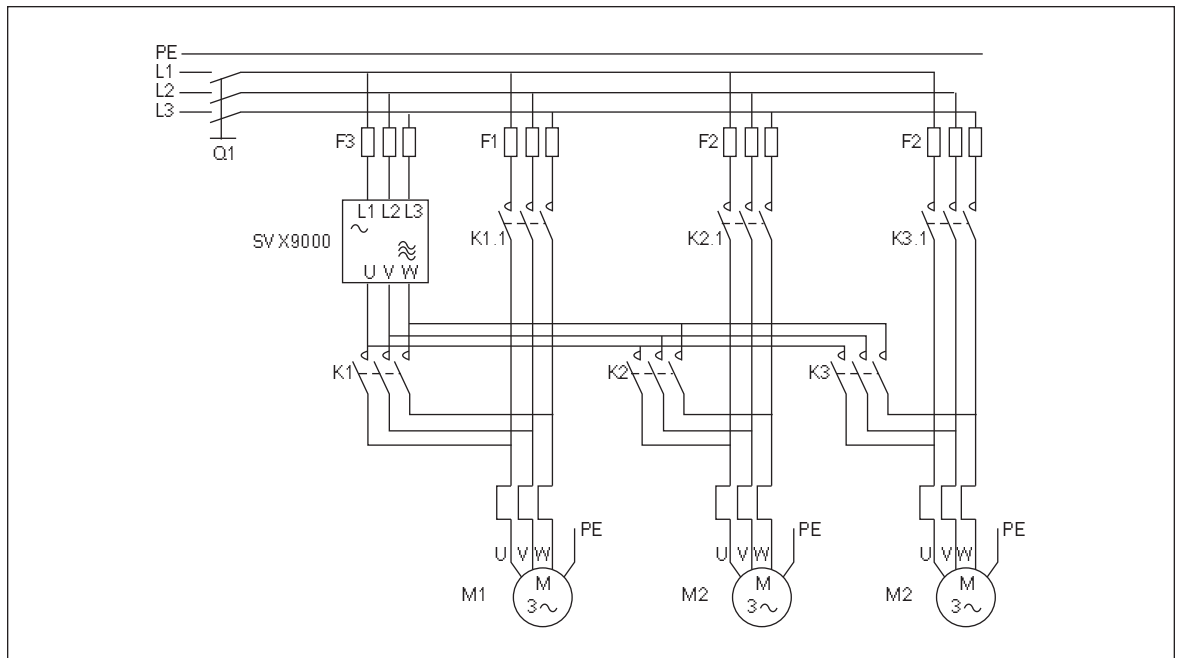 PE
L1
L2
L3
Q1
F3
F1
F2
F2
L1 L2 L3
SV X9000
U V W
K1.1
K2.1
K3.1
K1
K2
K3
PE
PE
PE
U V W
U V W
U V W
M1
M
3
M2
M
3
M2
M
3